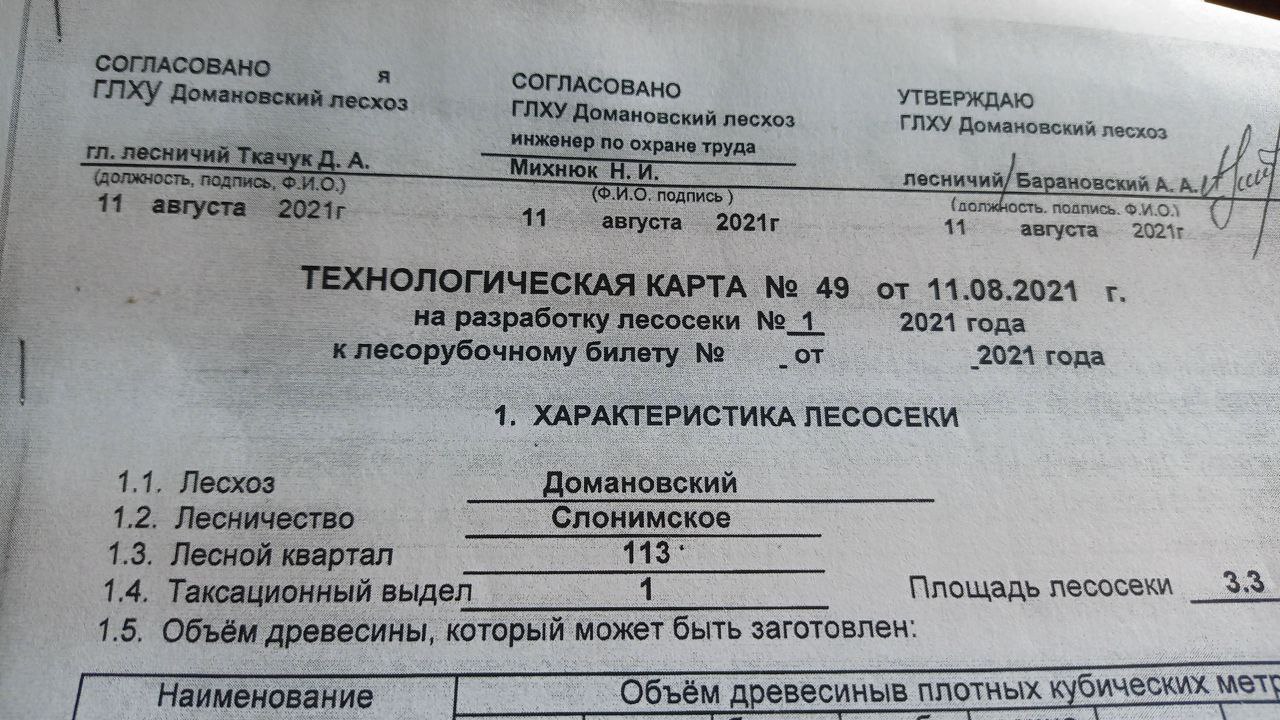 СОГЛАСОВАНО я
ГЛХУ Домановский лесхоз
гл. лесничий Ткачук Д. А.
(должность, подпись, Ф.И.О.)
11 августа 2021г
СОГЛАСОВАНО
ГЛХУ Домановский лесхоз
инженер по охране труда
Михнюк Н. И.
(Ф.И.О. подпись )
11 августа 2021г
УТВЕРЖДАЮ
ГЛХУ Домановский лесхоз
лесничий Барановский А. А.
(должность. подпись. Ф.И.О.)
11 августа 2021г
ТЕХНОЛОГИЧЕСКАЯ КАРТА № 49 от 11.08.2021 г.
на разработку лесосеки № 1 2021 года
к лесорубочному билету № _ от _2021 года
1. ХАРАКТЕРИСТИКА ЛЕСОСЕКИ
1.1. Лесхоз Домановский
1.2. Лесничество Слонимское
1.3. Лесной квартал 113
1.4. Таксационный выдел 1 Площадь лесосеки 3.3
1.5. Объём древесины, который может быть заготовлен:
Наименование Объём древесиныв плотных кубических метр